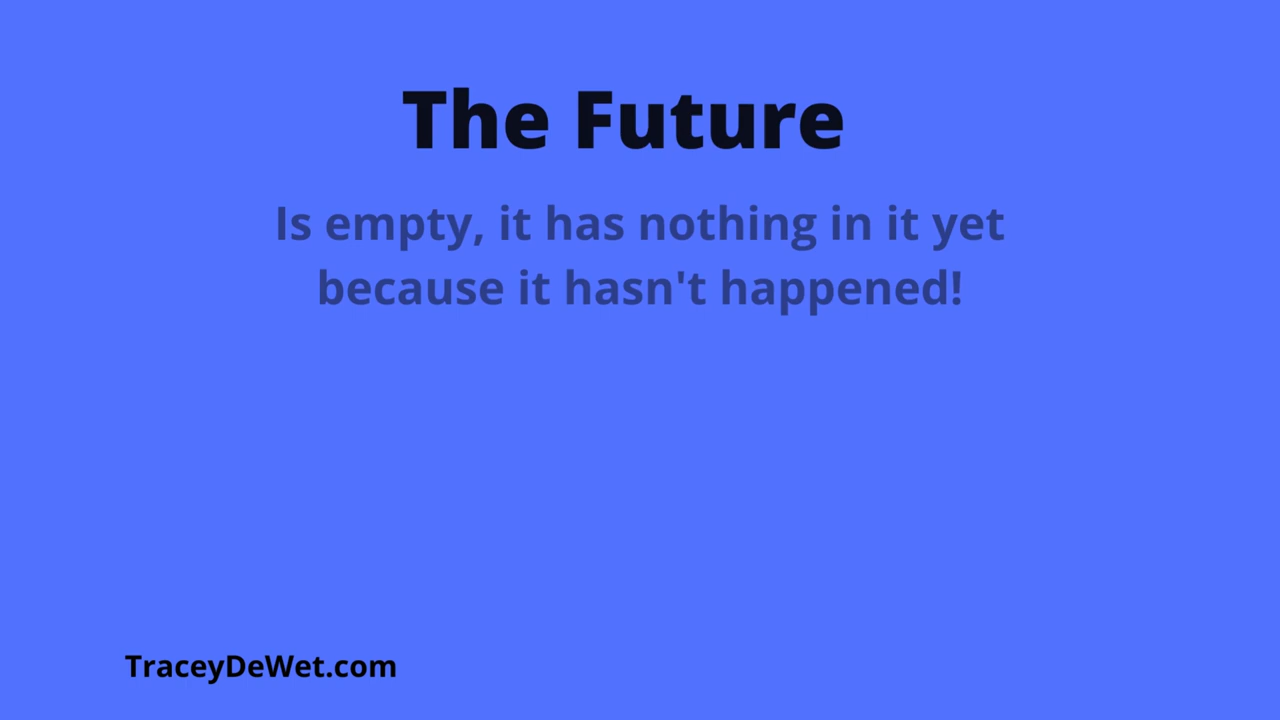 The Future
Is empty, it has nothing in it yet
because it hasn't happened!
TraceyDeWet.com